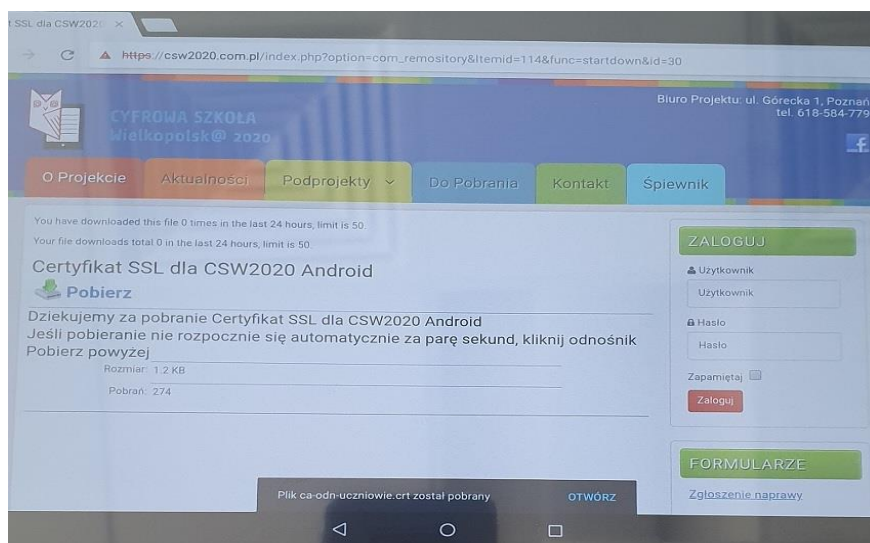 t SSL dla CSW2020 ×
https://csw2020.com.pl/index.php?option=com_remository&Itemid=114&func=startdown&id=30
CYFROWA SZKOŁA
Wielkopolsk@ 2020
Biuro Projektu: ul. Górecka 1, Poznań
tel. 618-584-779
f
O Projekcie Aktualności Podprojekty Do Pobrania Kontakt Śpiewnik
You have downloaded this file 0 times in the last 24 hours, limit is 50.
Your file downloads total 0 in the last 24 hours, limit is 50
Certyfikat SSL dla CSW2020 Android
Pobierz
Dziekujemy za pobranie Certyfikat SSL dla CSW2020 Android
Jeśli pobieranie nie rozpocznie się automatycznie za parę sekund, kliknij odnośnik
Pobierz powyżej
Rozmiar: 1.2 KB
Pobrań: 274
ZALOGUJ
Użytkownik
Użytkownik
Hasło
Hasło
Zapamiętaj
Zaloguj
FORMULARZE
Zgłoszenie naprawy
Plik ca-odn-uczniowie.crt został pobrany OTWÓRZ